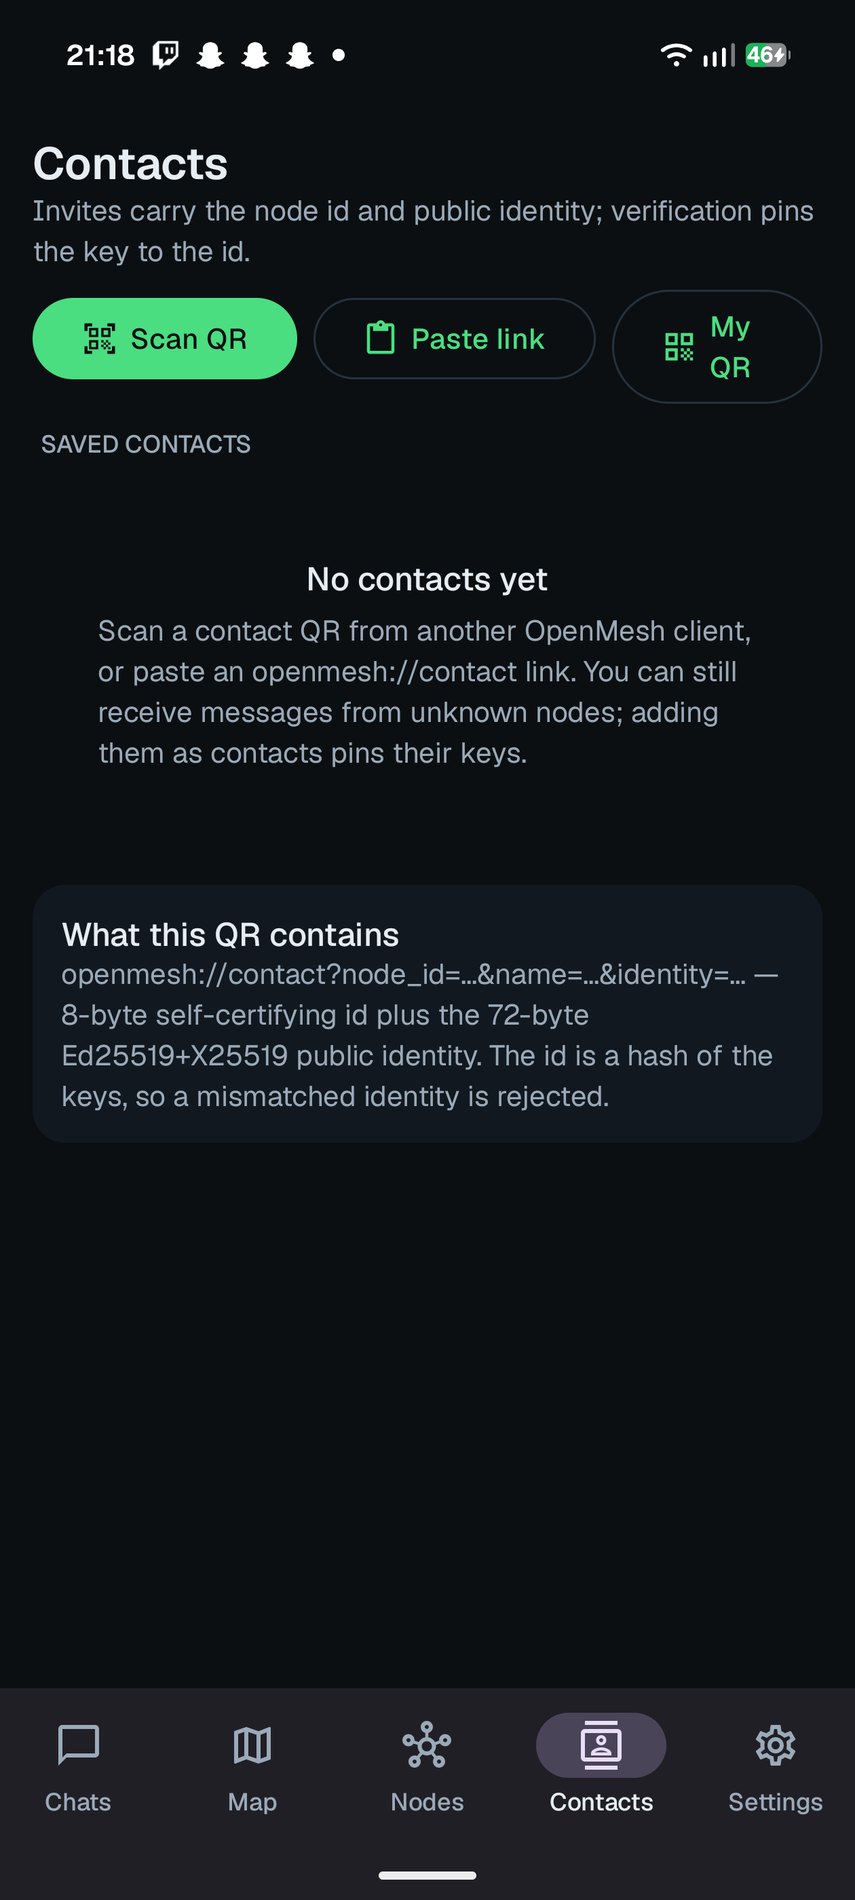 21:18
46
Contacts
Invites carry the node id and public identity; verification pins
the key to the id.
Scan QR
Paste link
My
QR
SAVED CONTACTS
No contacts yet
Scan a contact QR from another OpenMesh client,
or paste an openmesh://contact link. You can still
receive messages from unknown nodes; adding
them as contacts pins their keys.
What this QR contains
openmesh://contact?node_id=…&name=…&identity=… —
8-byte self-certifying id plus the 72-byte
Ed25519+X25519 public identity. The id is a hash of the
keys, so a mismatched identity is rejected.
Chats
Map
Nodes
Contacts
Settings